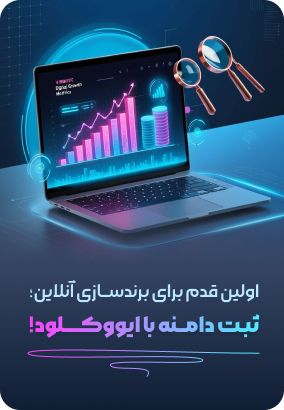 Digital Growth
Metrics
اولین قدم برای برندسازی آنلاین؛
ثبت دامنه با ایووکلود!